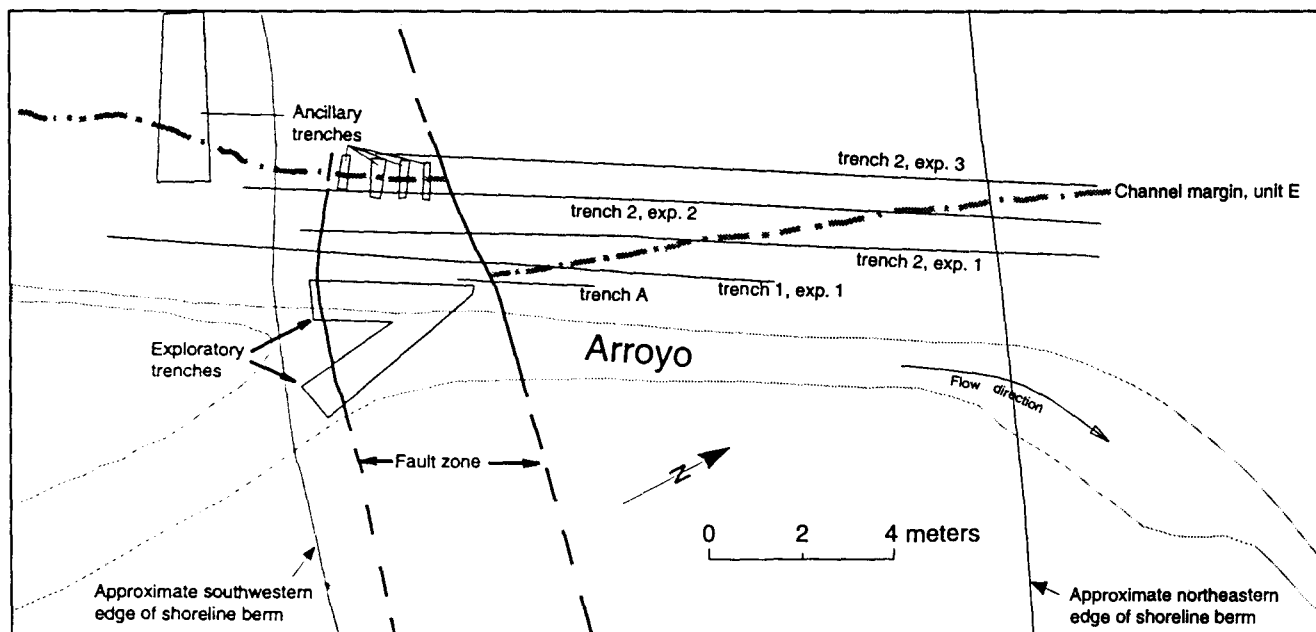 Ancillary
trenches
trench 2, exp. 3
Channel margin, unit E
trench 2, exp. 2
trench 2, exp. 1
trench A
trench 1, exp. 1
Exploratory
trenches
Arroyo
Flow direction
Fault zone
N
0 2 4 meters
Approximate southwestern
edge of shoreline berm
Approximate northeastern
edge of shoreline berm